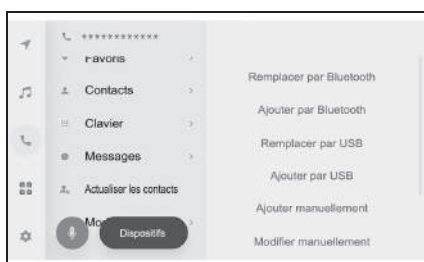 ************
Favoris
Contacts
Clavier
Messages
Actualiser les contacts
Mo
Dispositifs
Remplacer par Bluetooth
Ajouter par Bluetooth
Remplacer par USB
Ajouter par USB
Ajouter manuellement
Modifier manuellement